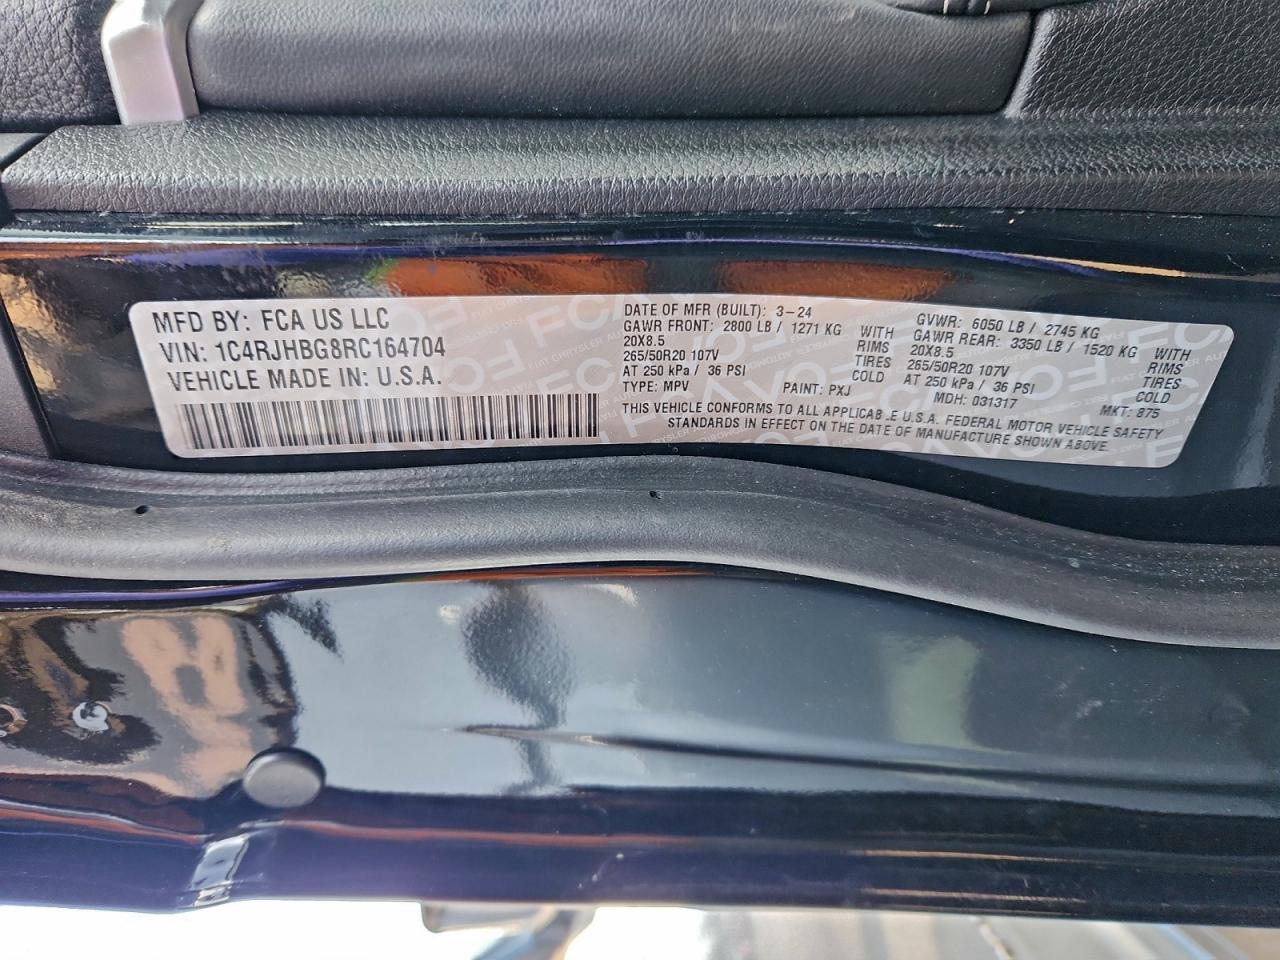 MFD BY: FCA US LLC
VIN: 1C4RJHBG8RC164704
VEHICLE MADE IN: U.S.A.
DATE OF MFR (BUILT): 3-24
GAWR FRONT: 2800 LB / 1271 KG WITH
20X8.5 RIMS
265/50R20 107V TIRES
AT 250 kPa / 36 PSI COLD
TYPE: MPV PAINT: PXJ
GVWR: 6050 LB / 2745 KG
GAWR REAR: 3350 LB / 1520 KG WITH
20X8.5 RIMS
265/50R20 107V TIRES
AT 250 kPa / 36 PSI COLD
MDH: 031317 MKT: 875
THIS VEHICLE CONFORMS TO ALL APPLICABLE U.S.A. FEDERAL MOTOR VEHICLE SAFETY
STANDARDS IN EFFECT ON THE DATE OF MANUFACTURE SHOWN ABOVE